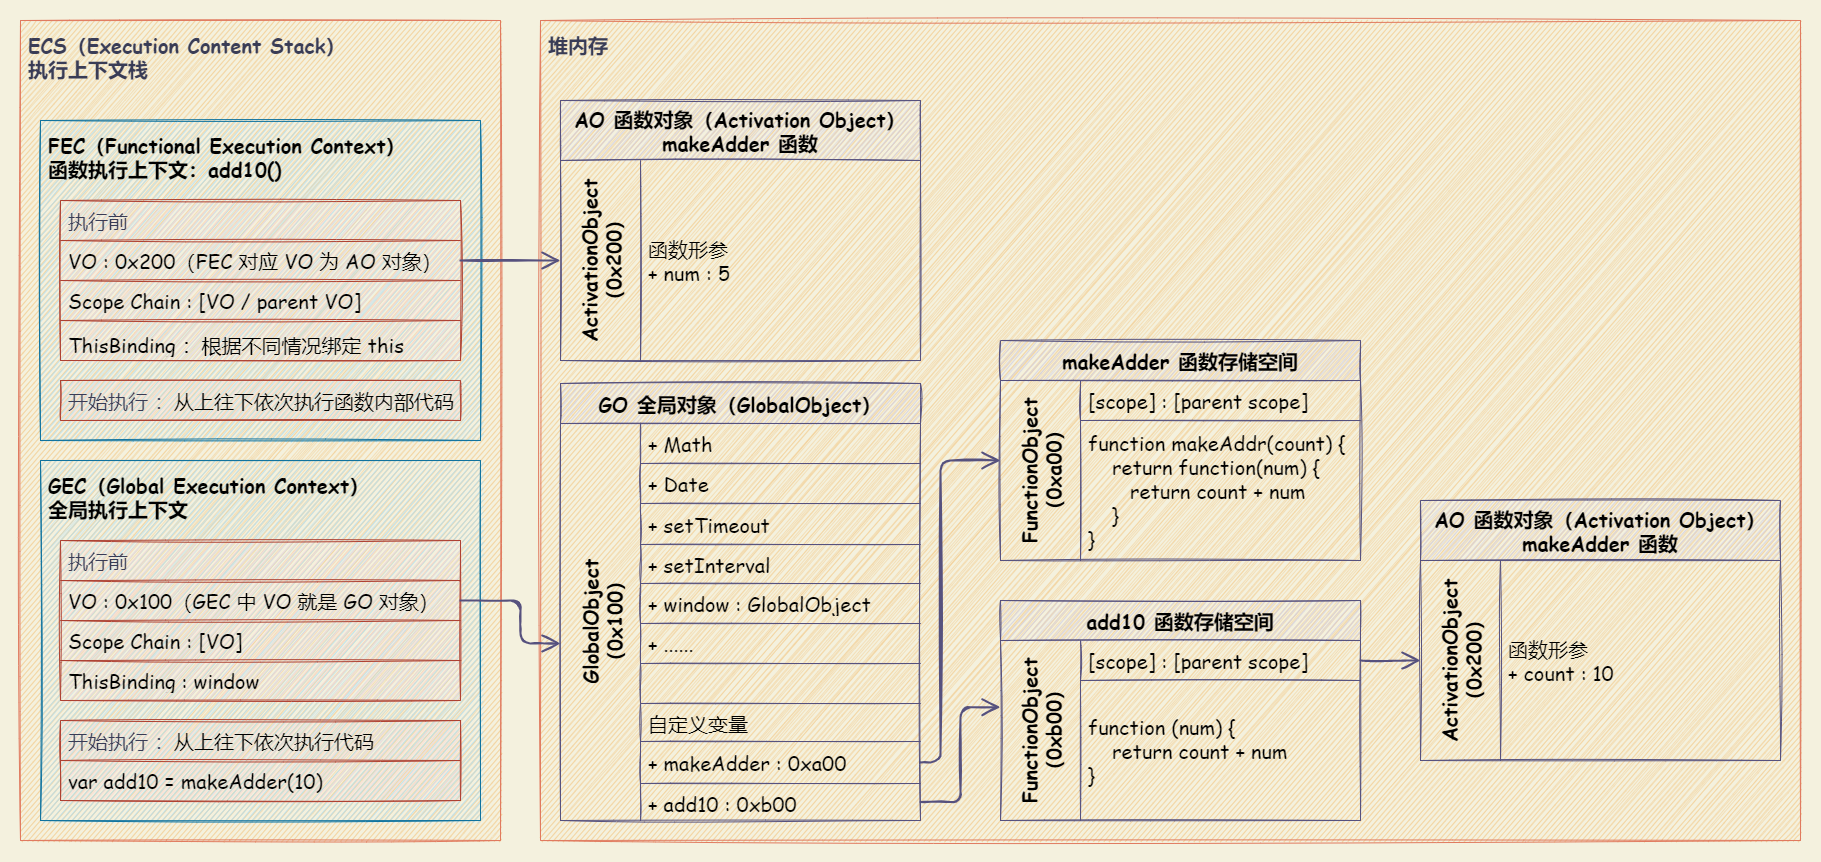 ECS（Execution Content Stack）
执行上下文栈
FEC（Functional Execution Context）
函数执行上下文：add10()
执行前
VO : 0x200（FEC 对应 VO 为 AO 对象）
Scope Chain : [VO / parent VO]
ThisBinding ：根据不同情况绑定 this
开始执行 ：从上往下依次执行函数内部代码
GEC（Global Execution Context）
全局执行上下文
执行前
VO : 0x100（GEC 中 VO 就是 GO 对象）
Scope Chain : [VO]
ThisBinding : window
开始执行 ：从上往下依次执行代码
var add10 = makeAdder(10)
堆内存
AO 函数对象（Activation Object）
makeAdder 函数
ActivationObject
(0x200)
函数形参
+ num : 5
GO 全局对象（GlobalObject）
GlobalObject
(0x100)
+ Math
+ Date
+ setTimeout
+ setInterval
+ window : GlobalObject
+ ......
自定义变量
+ makeAdder : 0xa00
+ add10 : 0xb00
makeAdder 函数存储空间
FunctionObject
(0xa00)
[scope] : [parent scope]
function makeAddr(count) {
return function(num) {
return count + num
}
}
add10 函数存储空间
FunctionObject
(0xb00)
[scope] : [parent scope]
function (num) {
return count + num
}
AO 函数对象（Activation Object）
makeAdder 函数
ActivationObject
(0x200)
函数形参
+ count : 10